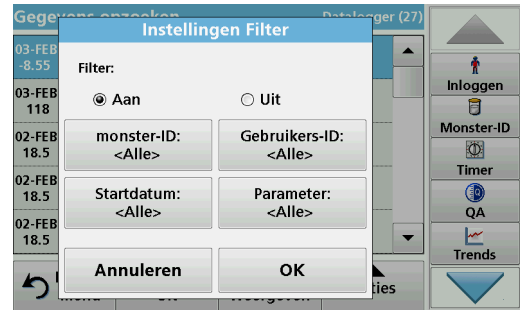 Gegevens opzoeken Datalogger (27)
Instellingen Filter
03-FEB
-8.55
Filter:
Aan Uit
03-FEB
118
monster-ID: Gebruikers-ID:
<Alle> <Alle>
02-FEB
18.5
Startdatum: Parameter:
<Alle> <Alle>
02-FEB
18.5
02-FEB
18.5
Annuleren OK
Inloggen
Monster-ID
Timer
QA
Trends